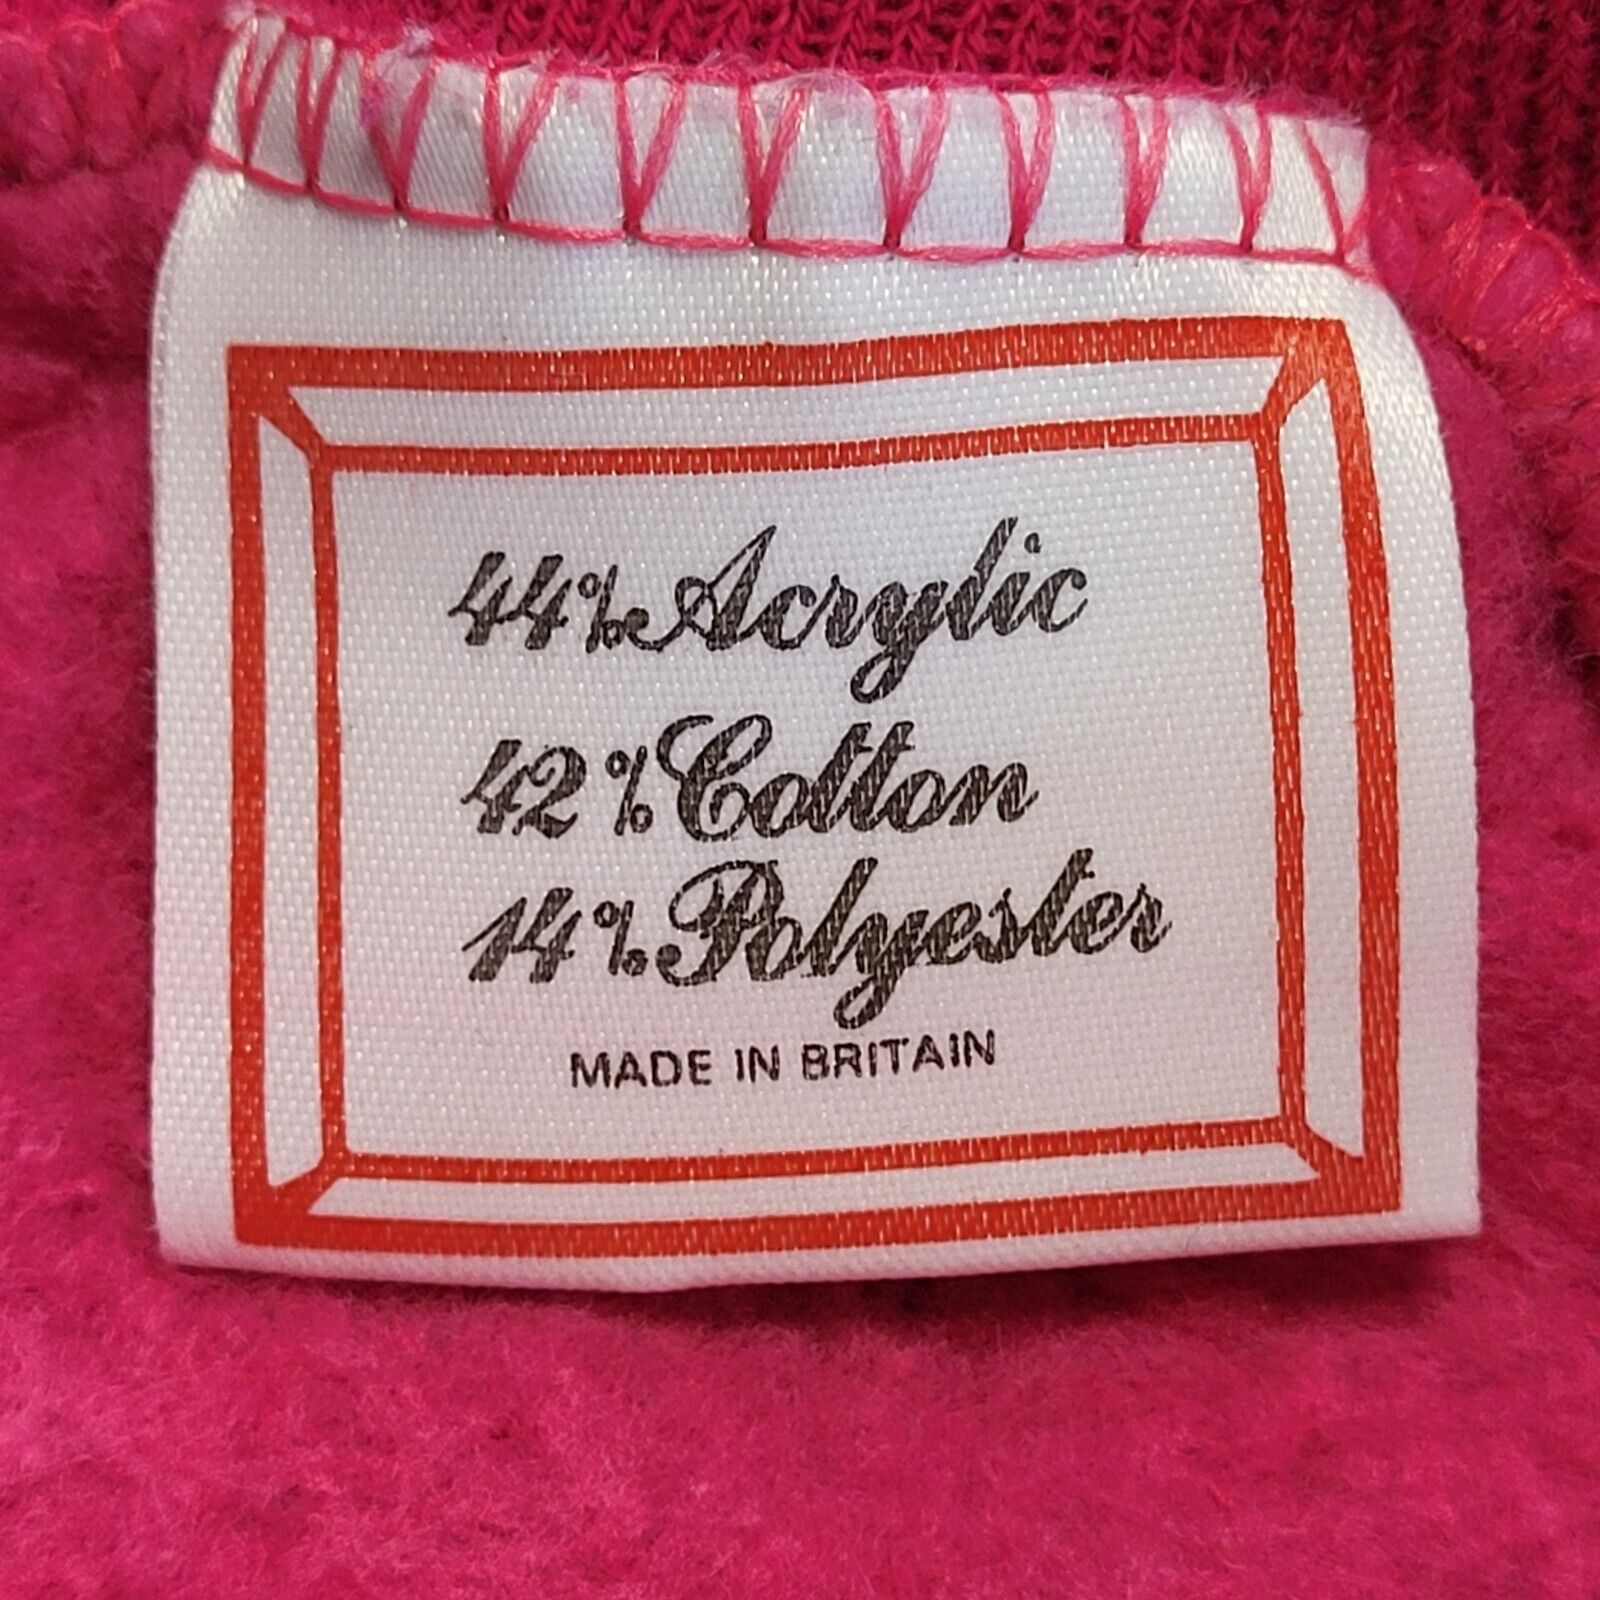 44% Acrylic
42% Cotton
14% Polyester
MADE IN BRITAIN